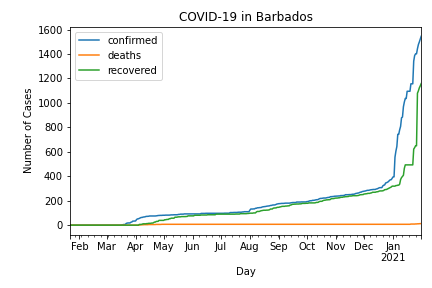 COVID-19 in Barbados
confirmed
deaths
recovered
Number of Cases
1600
1400
1200
1000
800
600
400
200
0
Feb Mar Apr May Jun Jul Aug Sep Oct Nov Dec Jan
2021
Day